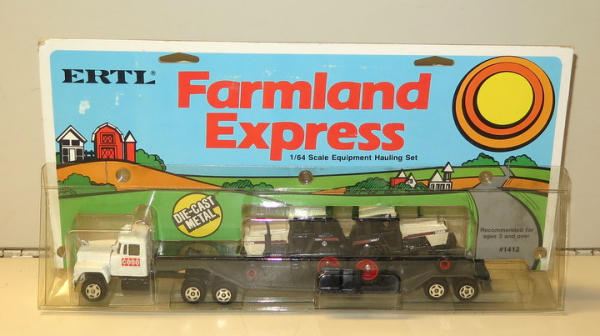 ERTL®
Farmland
Express
1/64 Scale Equipment Hauling Set
DIE-CAST
METAL
Recommended for
ages 3 and over
#1412